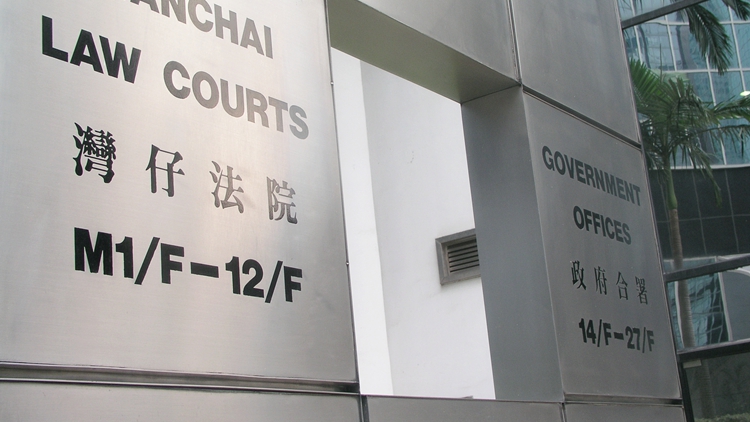 ANCHAI
LAW COURTS
灣仔法院
M1/F–12/F
GOVERNMENT
OFFICES
政府合署
14/F–27/F